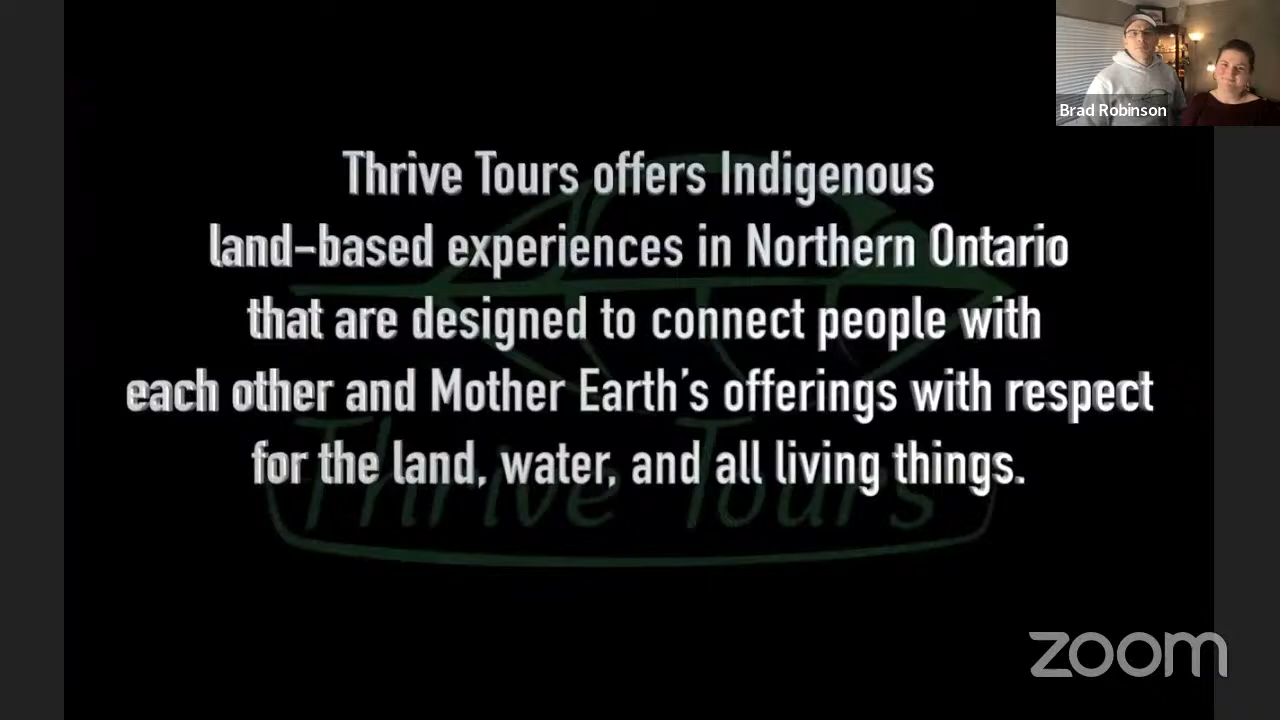 Brad Robinson
Thrive Tours offers Indigenous
land-based experiences in Northern Ontario
that are designed to connect people with
each other and Mother Earth's offerings with respect
for the land, water, and all living things.
Thrive Tours
zoom